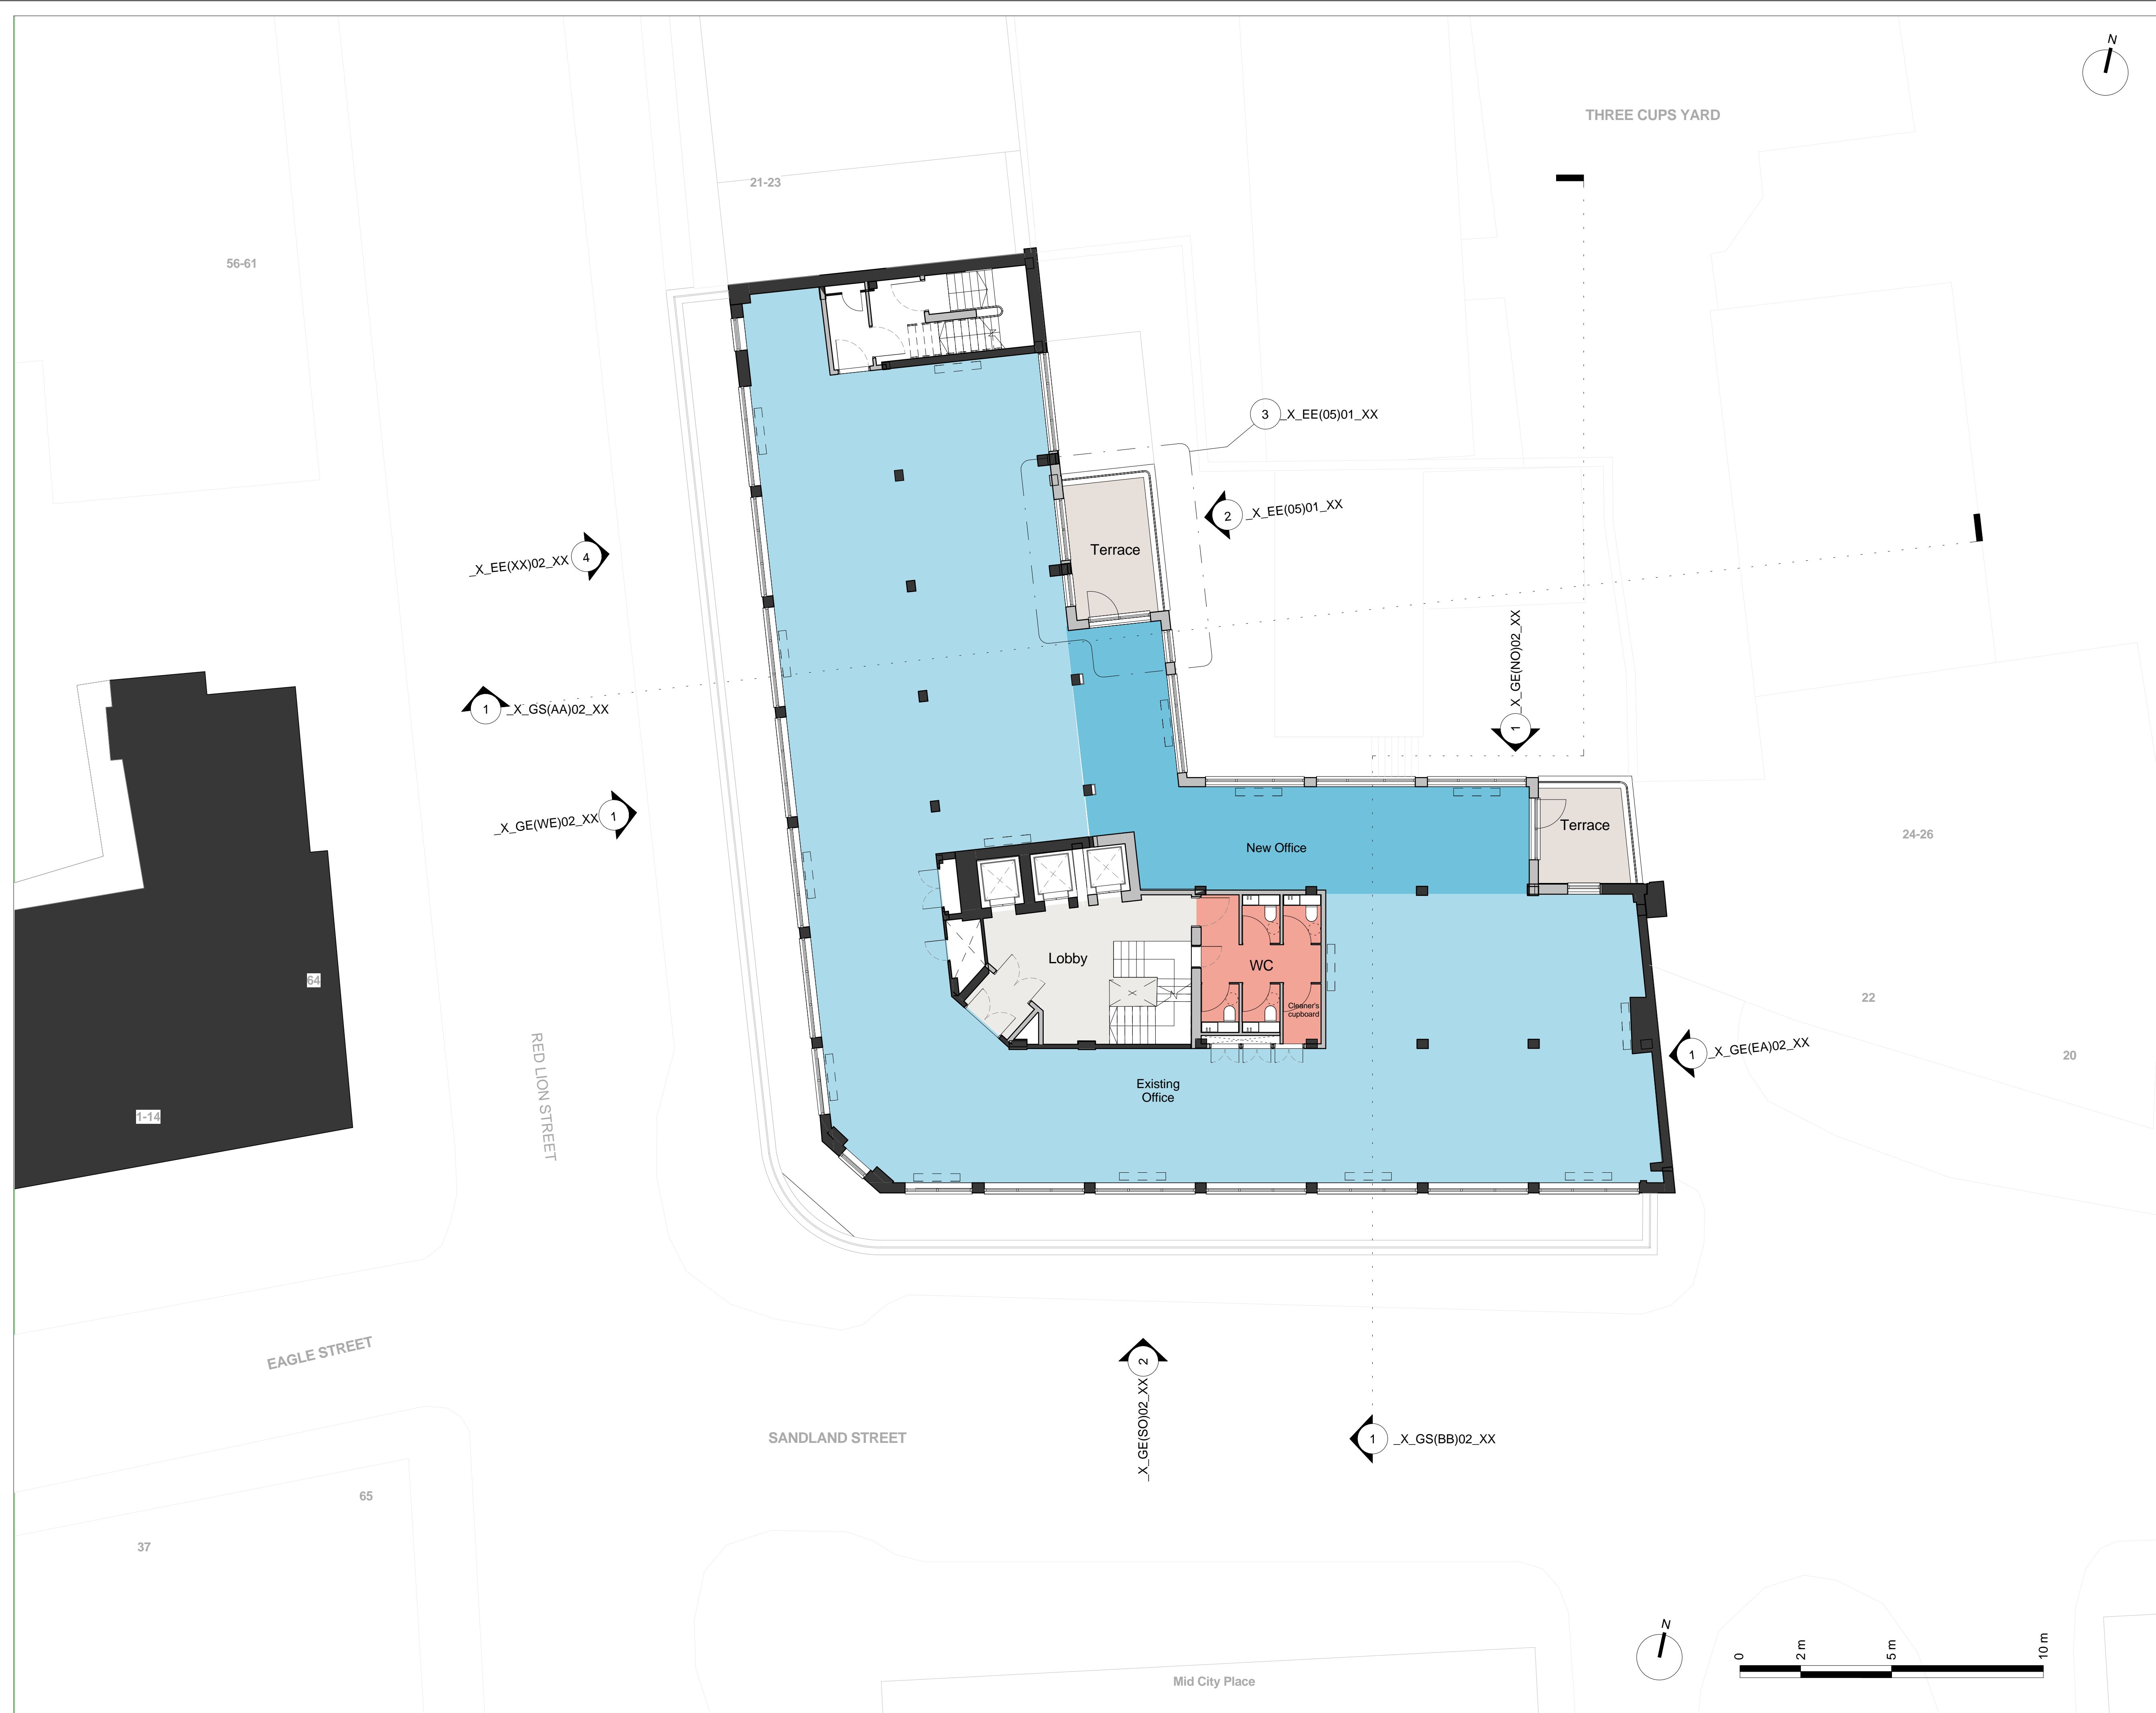 N
THREE CUPS YARD
21-23
56-61
3
_X_EE(05)01_XX
2
_X_EE(05)01_XX
Terrace
_X_EE(XX)02_XX
4
1
_X_GE(NO)02_XX
1
_X_GS(AA)02_XX
_X_GE(WE)02_XX
1
Terrace
24-26
New Office
Lobby
WC
64
22
Cleaner's
cupboard
1
_X_GE(EA)02_XX
20
RED LION STREET
Existing
Office
1-14
EAGLE STREET
2
_X_GE(SO)02_XX
SANDLAND STREET
1
_X_GS(BB)02_XX
65
37
N
0
2 m
5 m
10 m
Mid City Place